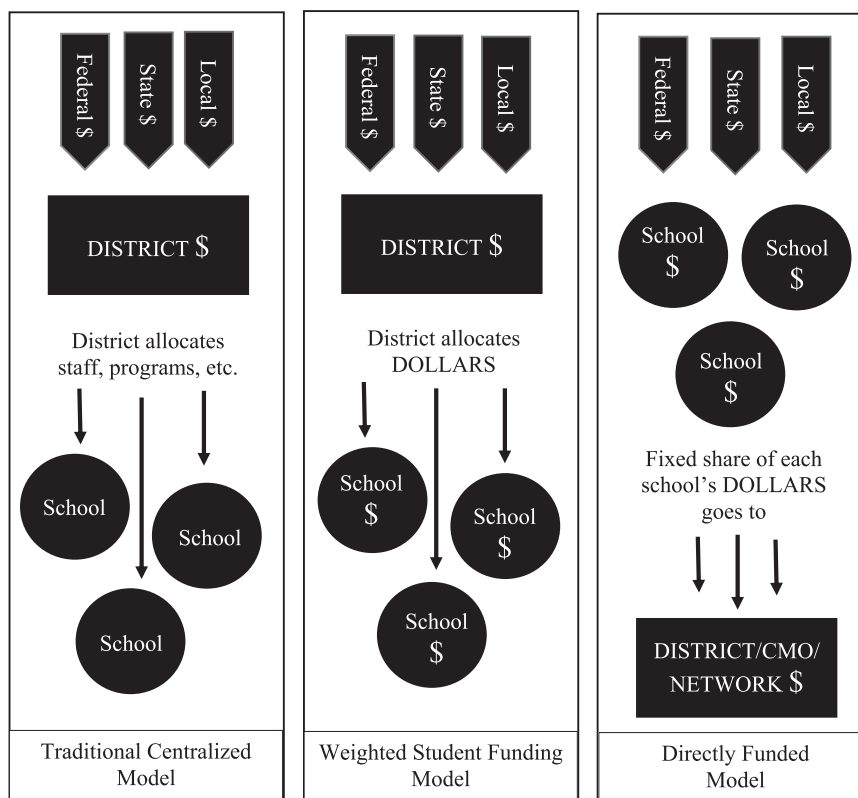 Federal $
State $
Local $
DISTRICT $
District allocates
staff, programs, etc.
School
School
School
Traditional Centralized
Model
Federal $
State $
Local $
DISTRICT $
District allocates
DOLLARS
School
$
School
$
School
$
Weighted Student Funding
Model
Federal $
State $
Local $
School
$
School
$
School
$
Fixed share of each
school’s DOLLARS
goes to
DISTRICT/CMO/
NETWORK $
Directly Funded
Model